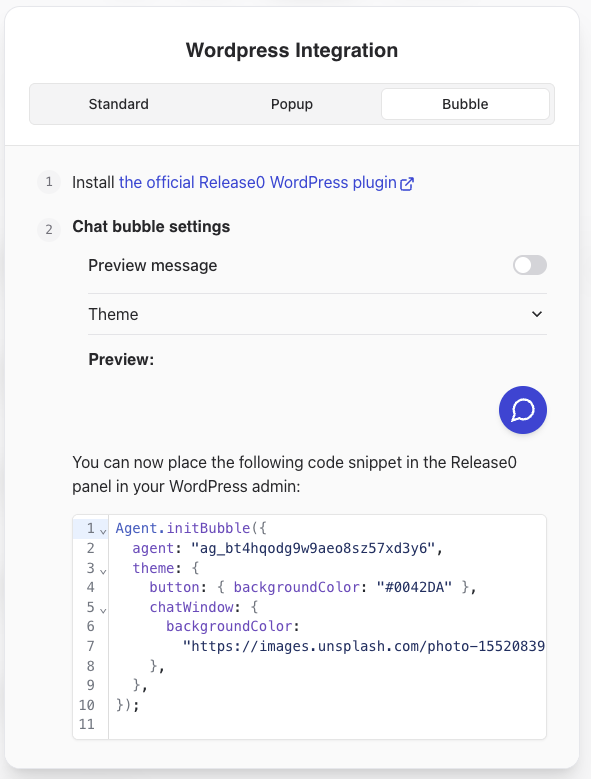 Wordpress Integration
Standard
Popup
Bubble
1
Install the official Release0 WordPress plugin
2
Chat bubble settings
Preview message
Theme
Preview:
You can now place the following code snippet in the Release0
panel in your WordPress admin:
1 Agent.initBubble({
2   agent: "ag_bt4hqodg9w9aeo8sz57xd3y6",
3   theme: {
4     button: { backgroundColor: "#0042DA" },
5     chatWindow: {
6       backgroundColor:
7         "https://images.unsplash.com/photo-15520839
8     },
9   },
10 });
11